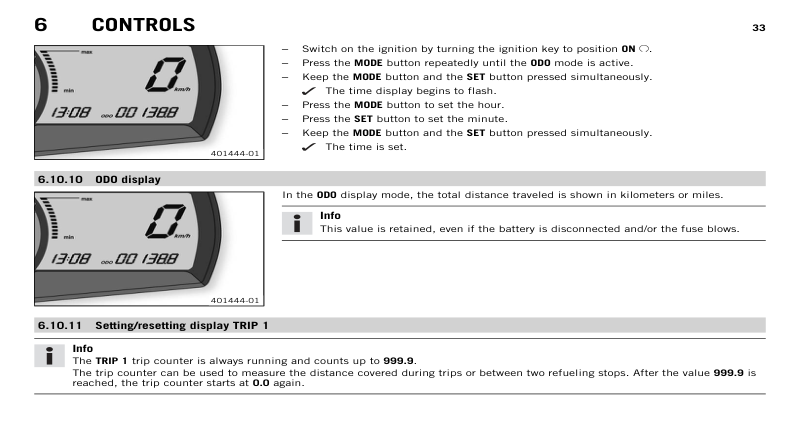 6 CONTROLS 33
max
min
0
km/h
13:08 ODO 00 138.8
401444-01
– Switch on the ignition by turning the ignition key to position ON ⃝.
– Press the MODE button repeatedly until the ODO mode is active.
– Keep the MODE button and the SET button pressed simultaneously.
✓ The time display begins to flash.
– Press the MODE button to set the hour.
– Press the SET button to set the minute.
– Keep the MODE button and the SET button pressed simultaneously.
✓ The time is set.
6.10.10 ODO display
max
min
0
km/h
13:08 ODO 00 138.8
401444-01
In the ODO display mode, the total distance traveled is shown in kilometers or miles.
i Info
This value is retained, even if the battery is disconnected and/or the fuse blows.
6.10.11 Setting/resetting display TRIP 1
i Info
The TRIP 1 trip counter is always running and counts up to 999.9.
The trip counter can be used to measure the distance covered during trips or between two refueling stops. After the value 999.9 is
reached, the trip counter starts at 0.0 again.